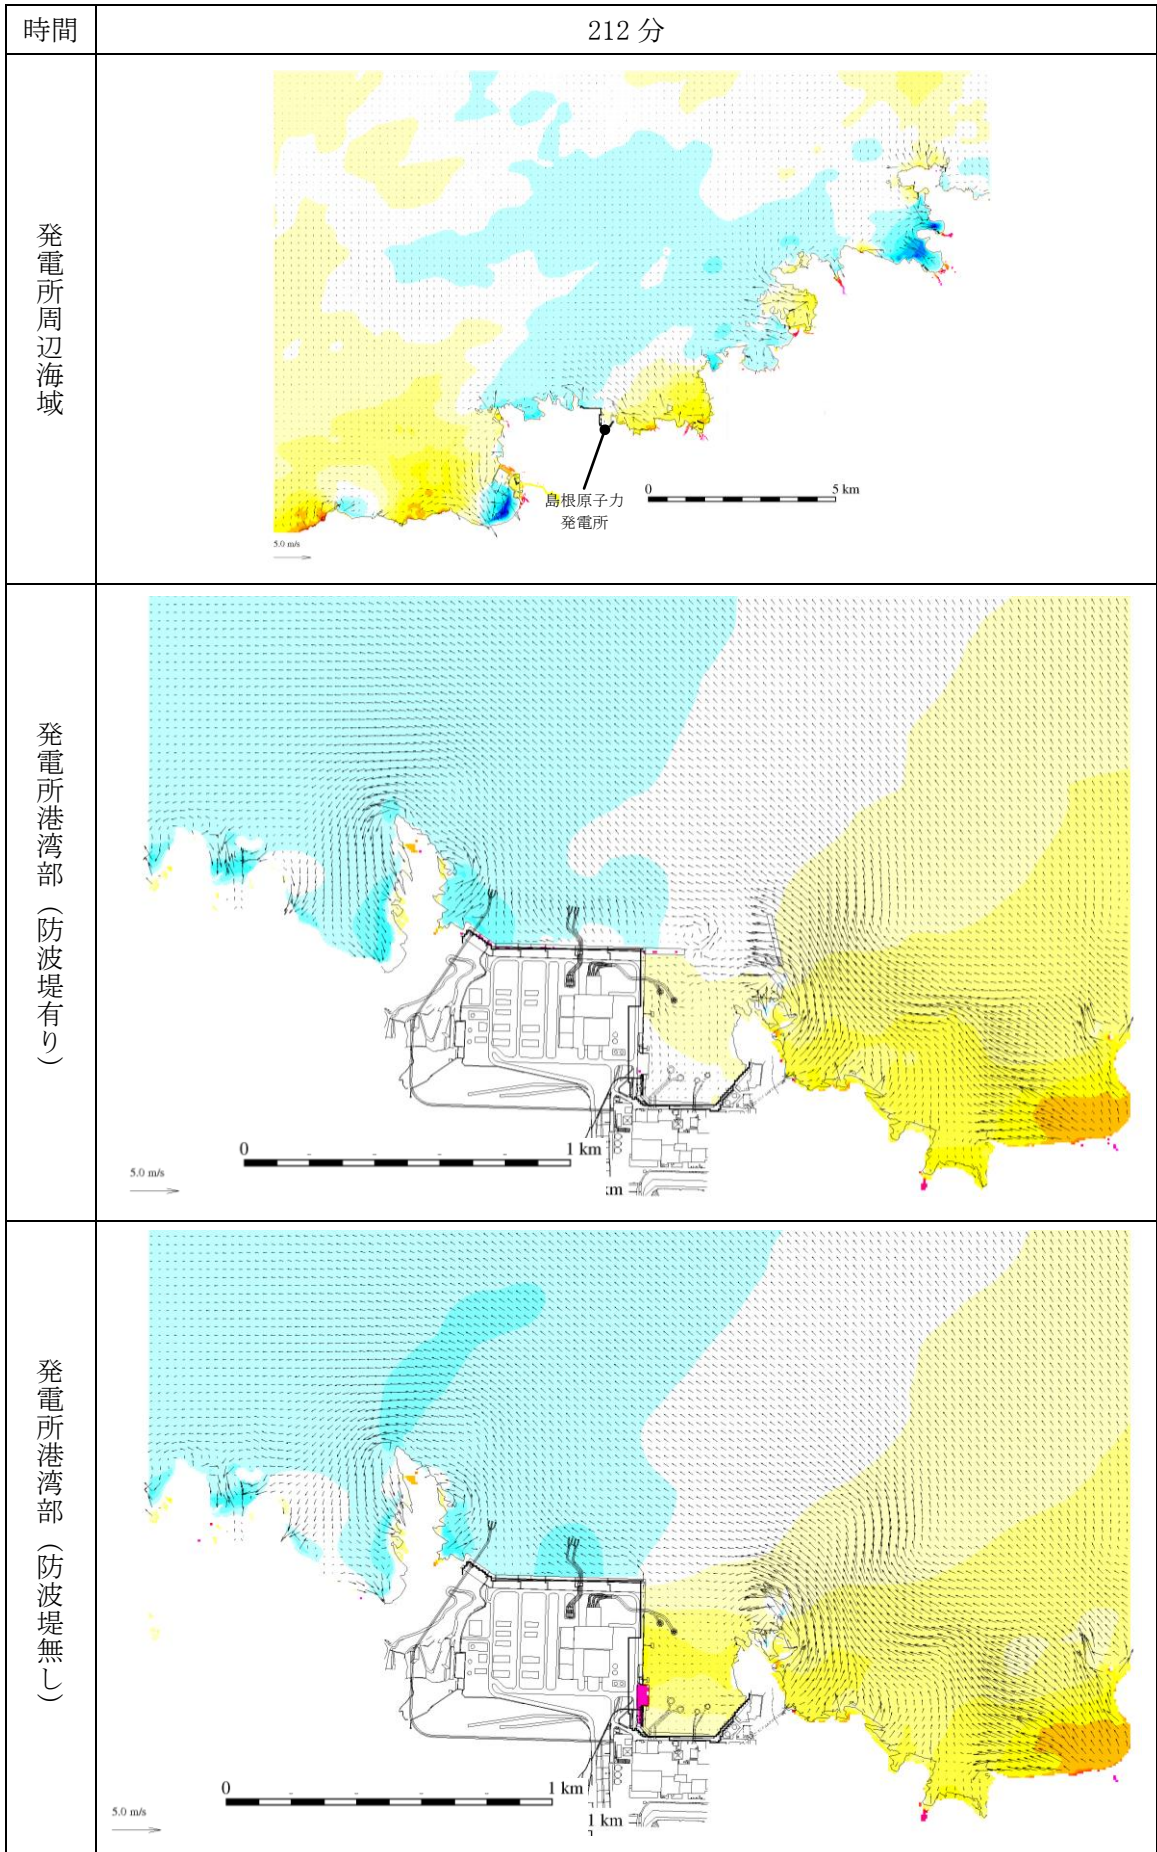 時間
212 分
発電所周辺海域
島根原子力
発電所
0
5 km
5.0 m/s
発電所港湾部（防波堤有り）
0
1 km
5.0 m/s
km
発電所港湾部（防波堤無し）
0
1 km
5.0 m/s
1 km